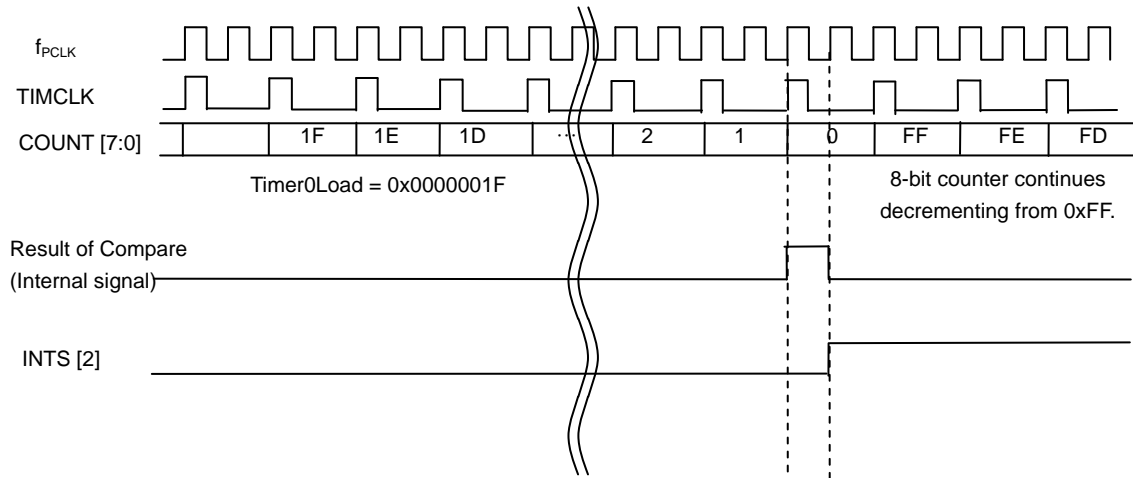 fPCLK
TIMCLK
COUNT [7:0] 1F 1E 1D ... 2 1 0 FF FE FD
Timer0Load = 0x0000001F
8-bit counter continues
decrementing from 0xFF.
Result of Compare
(Internal signal)
INTS [2]